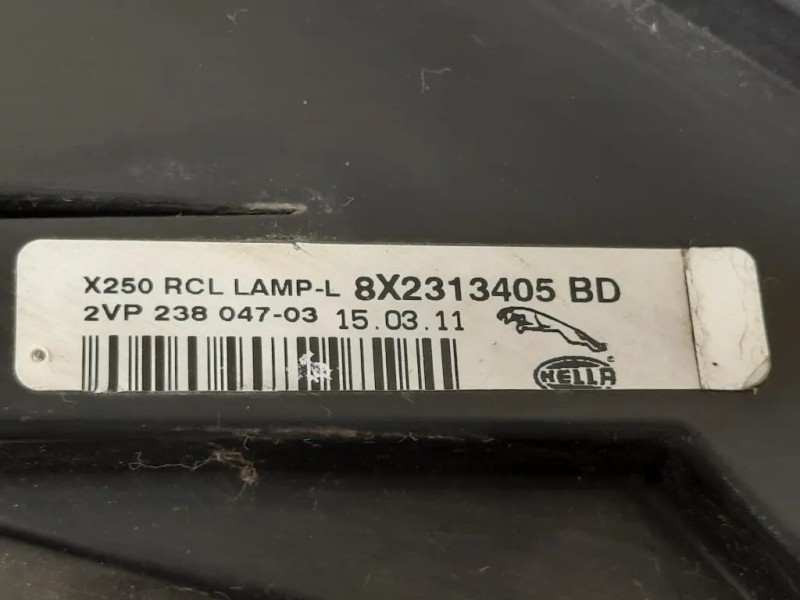 X250 RCL LAMP-L 8X2313405 BD
2VP 238 047-03 15.03.11
HELLA